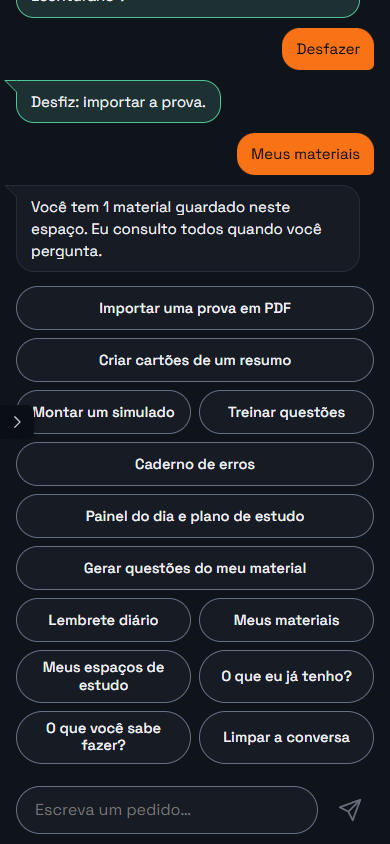 Desfazer
Desfiz: importar a prova.
Meus materiais
Você tem 1 material guardado neste
espaço. Eu consulto todos quando você
pergunta.
Importar uma prova em PDF
Criar cartões de um resumo
Montar um simulado
Treinar questões
Caderno de erros
Painel do dia e plano de estudo
Gerar questões do meu material
Lembrete diário
Meus materiais
Meus espaços de
estudo
O que eu já tenho?
O que você sabe
fazer?
Limpar a conversa
Escreva um pedido...